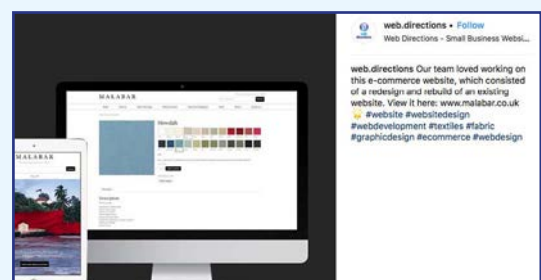 web.directions • Follow
Web Directions - Small Business Websi...
web.directions Our team loved working on
this e-commerce website, which consisted
of a redesign and rebuild of an existing
website. View it here: www.malabar.co.uk
#website #websitedesign
#webdevelopment #textiles #fabric
#graphicdesign #ecommerce #webdesign
MALABAR
MALABAR